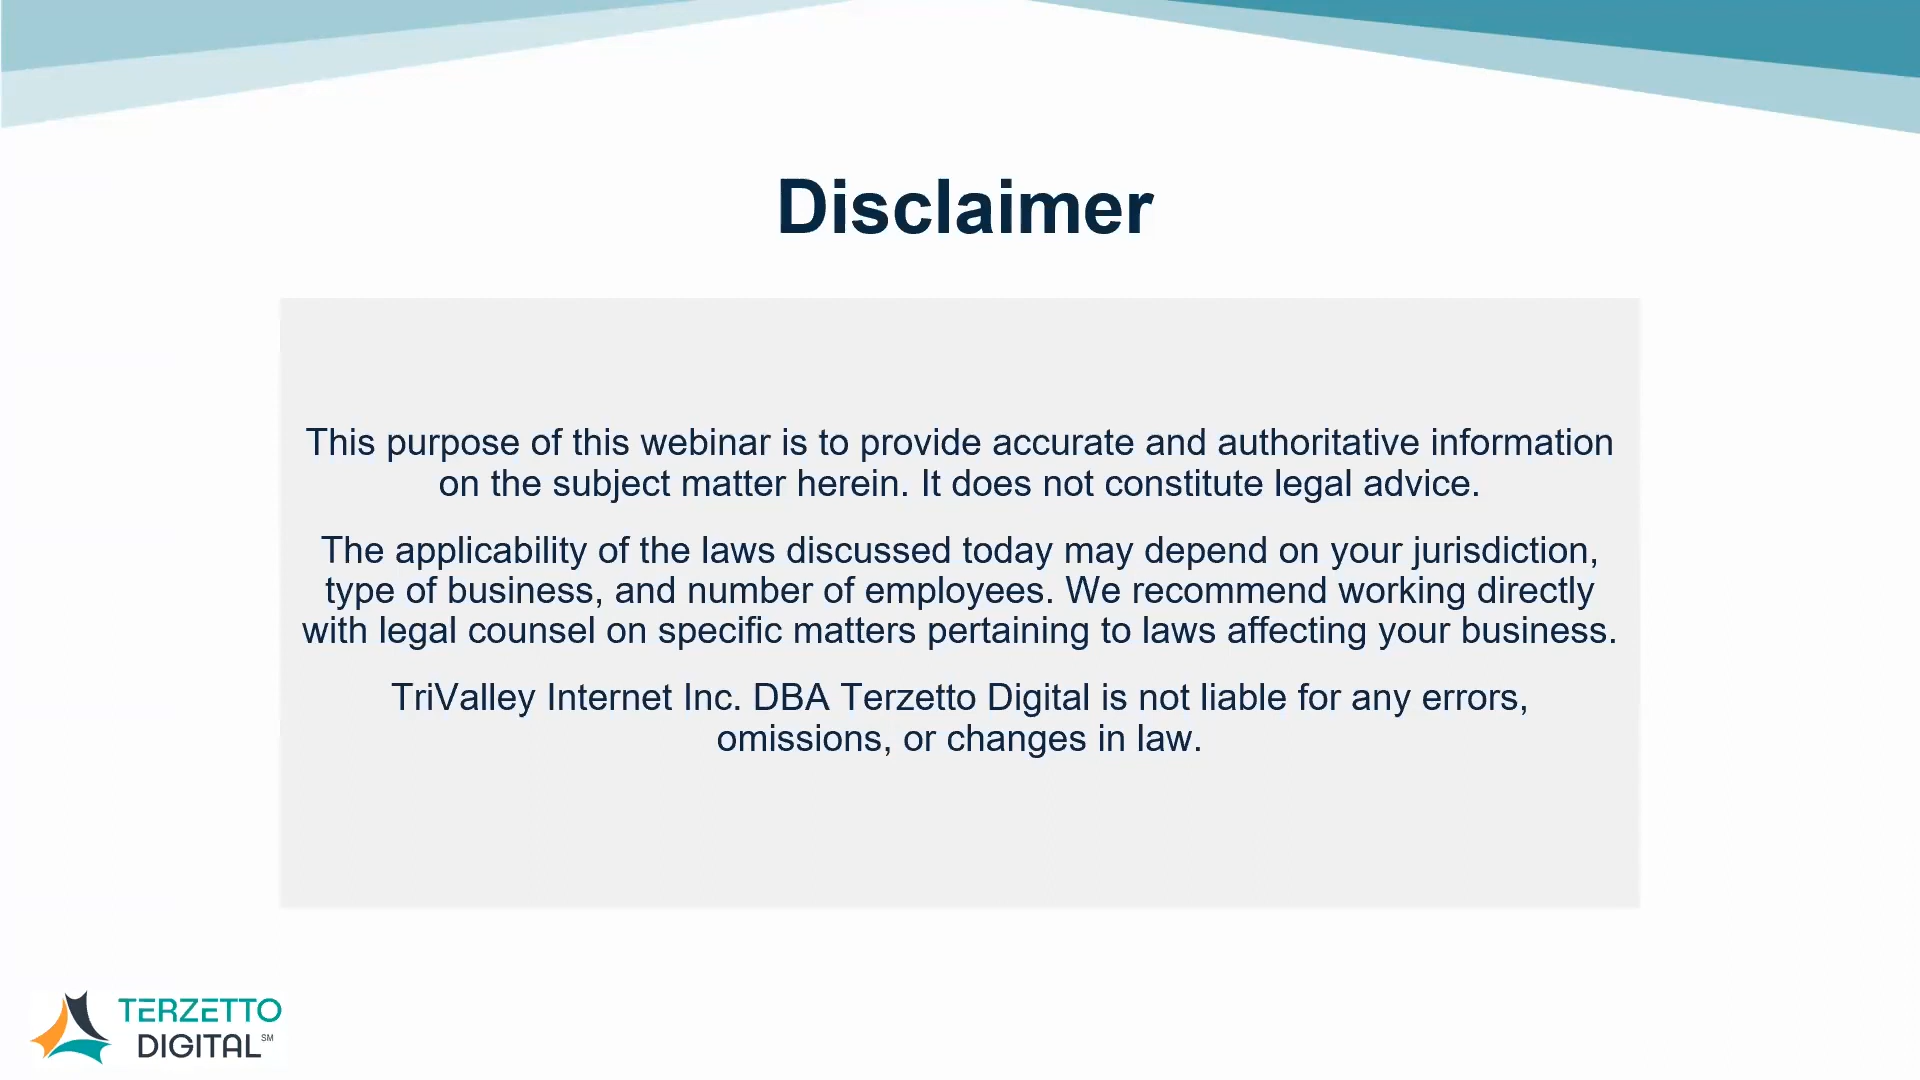 Disclaimer
This purpose of this webinar is to provide accurate and authoritative information
on the subject matter herein. It does not constitute legal advice.
The applicability of the laws discussed today may depend on your jurisdiction,
type of business, and number of employees. We recommend working directly
with legal counsel on specific matters pertaining to laws affecting your business.
TriValley Internet Inc. DBA Terzetto Digital is not liable for any errors,
omissions, or changes in law.
TERZETTO
DIGITAL SM